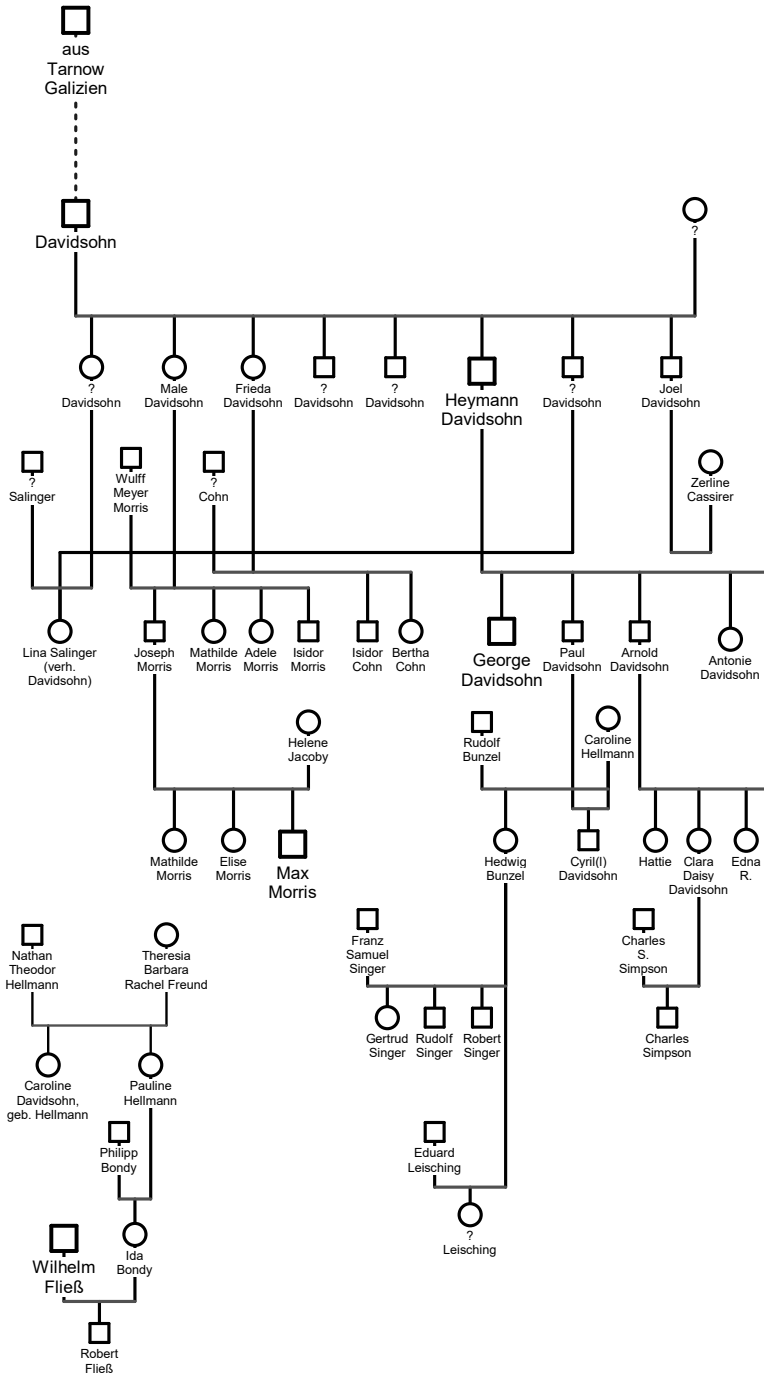 aus
Tarnow
Galizien
Davidsohn
?
?
Davidsohn
Male
Davidsohn
Frieda
Davidsohn
?
Davidsohn
?
Davidsohn
Heymann
Davidsohn
?
Davidsohn
Joel
Davidsohn
?
Salinger
Wulff
Meyer
Morris
?
Cohn
Zerline
Cassirer
Lina Salinger
(verh.
Davidsohn)
Joseph
Morris
Mathilde
Morris
Adele
Morris
Isidor
Morris
Isidor
Cohn
Bertha
Cohn
George
Davidsohn
Paul
Davidsohn
Arnold
Davidsohn
Antonie
Davidsohn
Helene
Jacoby
Rudolf
Bunzel
Caroline
Hellmann
Mathilde
Morris
Elise
Morris
Max
Morris
Hedwig
Bunzel
Cyril(l)
Davidsohn
Hattie
Clara
Daisy
Davidsohn
Edna
R.
Nathan
Theodor
Hellmann
Theresia
Barbara
Rachel Freund
Franz
Samuel
Singer
Charles
S.
Simpson
Gertrud
Singer
Rudolf
Singer
Robert
Singer
Charles
Simpson
Caroline
Davidsohn,
geb. Hellmann
Pauline
Hellmann
Philipp
Bondy
Eduard
Leisching
Wilhelm
Fließ
Ida
Bondy
?
Leisching
Robert
Fließ